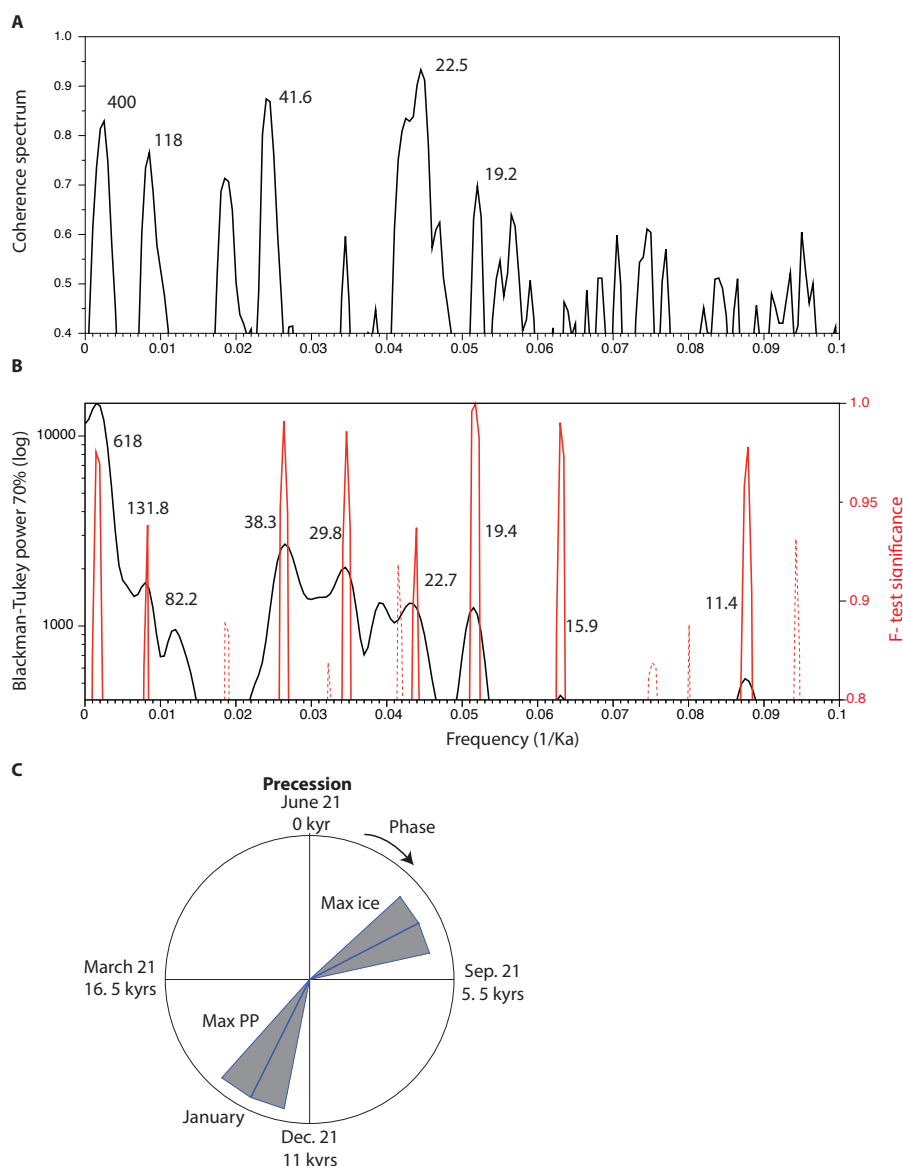 A
1.0
0.9
0.8
0.7
0.6
0.5
0.4
Coherence spectrum
400
118
41.6
22.5
19.2
0
0.01
0.02
0.03
0.04
0.05
0.06
0.07
0.08
0.09
0.1
B
10000
1000
Blackman-Tukey power 70% (log)
618
131.8
82.2
38.3
29.8
22.7
19.4
15.9
11.4
1.0
0.95
0.9
0.85
0.8
F- test significance
0
0.01
0.02
0.03
0.04
0.05
0.06
0.07
0.08
0.09
0.1
Frequency (1/Ka)
C
Precession
June 21
0 kyr
Phase
Max ice
March 21
16. 5 kyrs
Sep. 21
5. 5 kyrs
Max PP
January
Dec. 21
11 kyrs